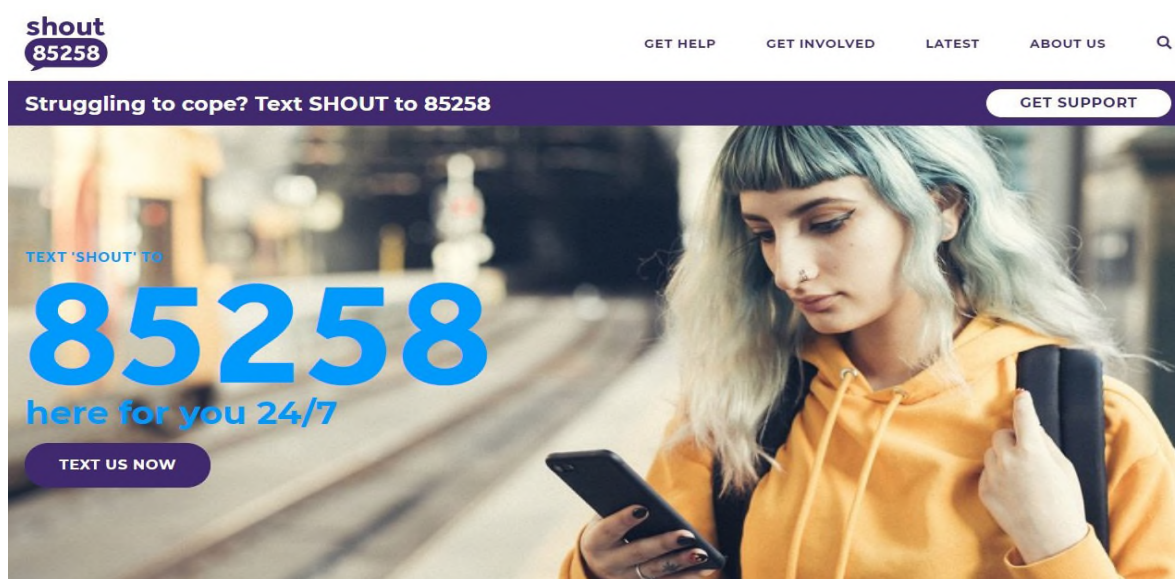 shout
85258
GET HELP GET INVOLVED LATEST ABOUT US
Struggling to cope? Text SHOUT to 85258
GET SUPPORT
TEXT 'SHOUT' TO
85258
here for you 24/7
TEXT US NOW